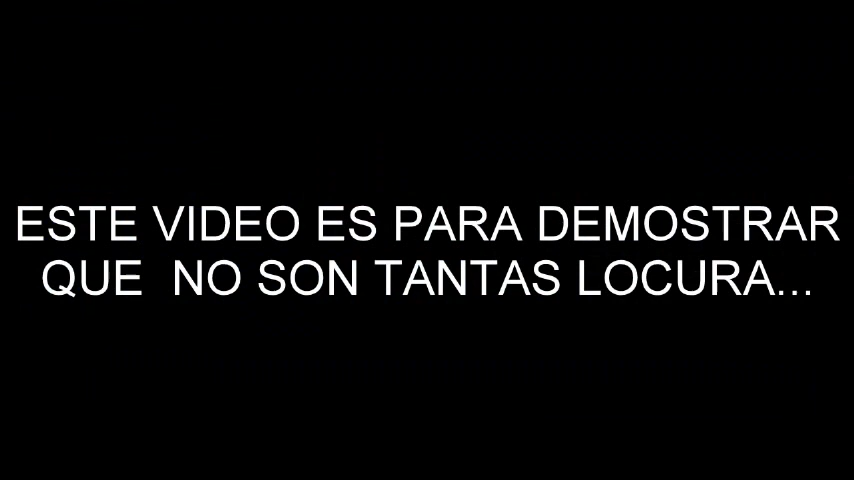 ESTE VIDEO ES PARA DEMOSTRAR
QUE  NO SON TANTAS LOCURA...